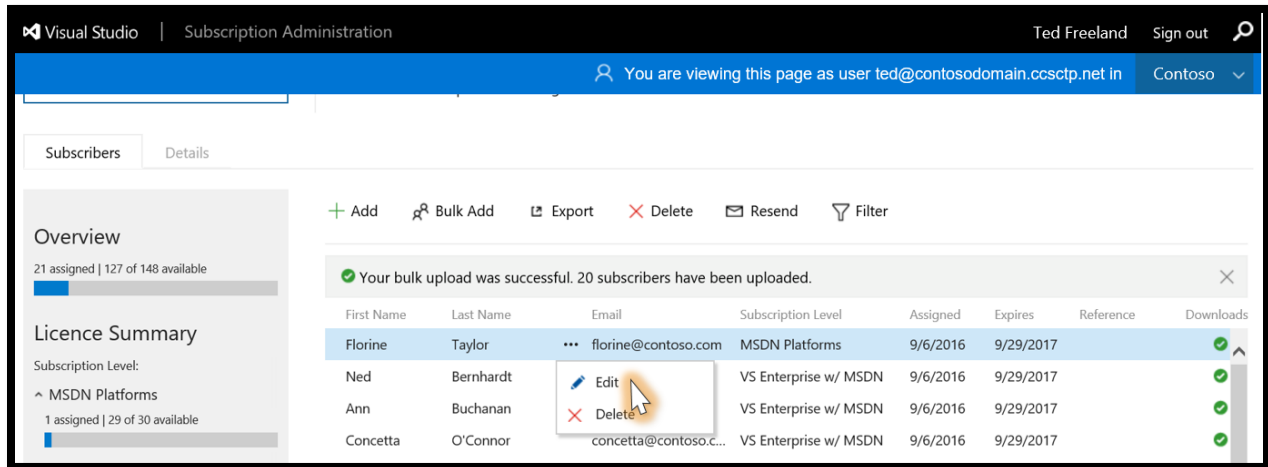 Visual Studio | Subscription Administration Ted Freeland Sign out
You are viewing this page as user ted@contosodomain.ccsctp.net in Contoso
Subscribers Details
+ Add Bulk Add Export Delete Resend Filter
Overview
21 assigned | 127 of 148 available
Your bulk upload was successful. 20 subscribers have been uploaded.
Licence Summary
Subscription Level:
MSDN Platforms
1 assigned | 29 of 30 available
First Name Last Name Email Subscription Level Assigned Expires Reference Downloads
Florine Taylor ••• florine@contoso.com MSDN Platforms 9/6/2016 9/29/2017
Ned Bernhardt VS Enterprise w/ MSDN 9/6/2016 9/29/2017
Ann Buchanan VS Enterprise w/ MSDN 9/6/2016 9/29/2017
Concetta O'Connor concetta@contoso.c... VS Enterprise w/ MSDN 9/6/2016 9/29/2017
Edit
Delete